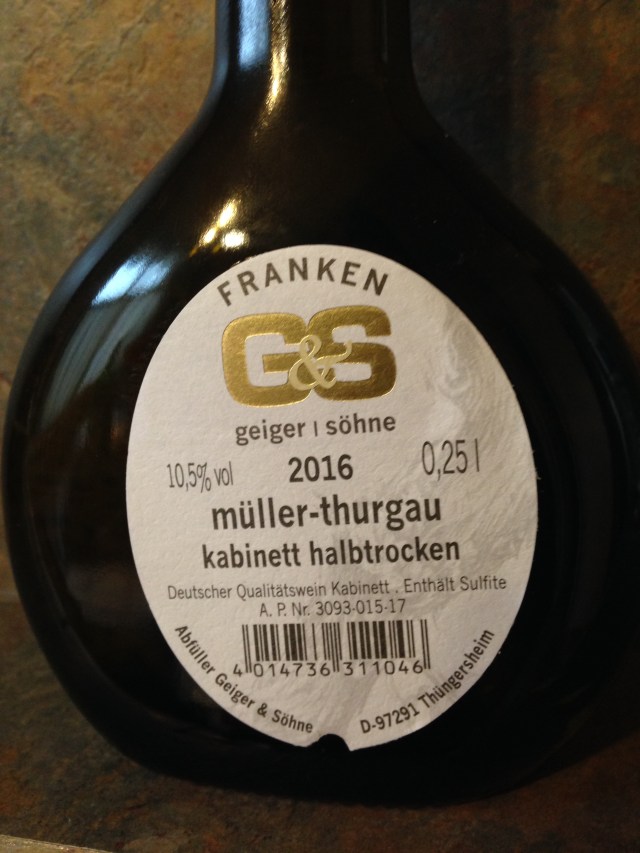 FRANKEN
G&S
geiger | söhne
10,5% vol 2016 0,25 l
müller-thurgau
kabinett halbtrocken
Deutscher Qualitätswein Kabinett . Enthält Sulfite
A. P. Nr. 3093-015-17
4 014736 311046
Abfüller Geiger & Söhne D-97291 Thüngersheim